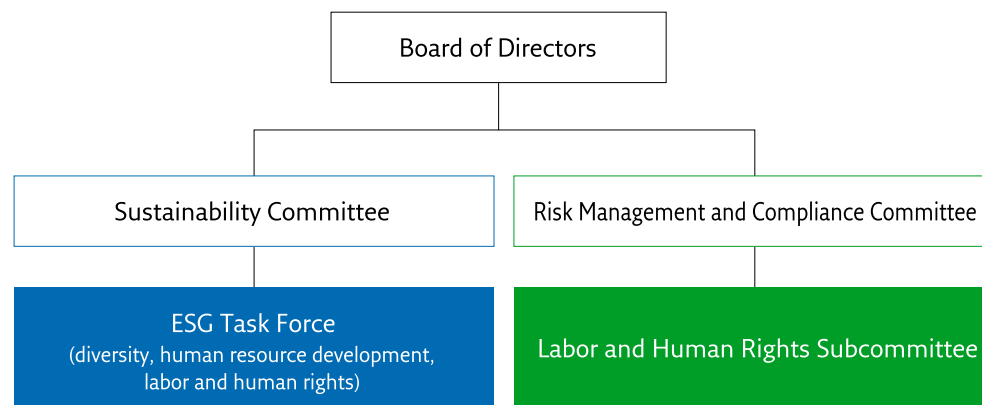 Board of Directors
Sustainability Committee
Risk Management and Compliance Committee
ESG Task Force
(diversity, human resource development,
labor and human rights)
Labor and Human Rights Subcommittee